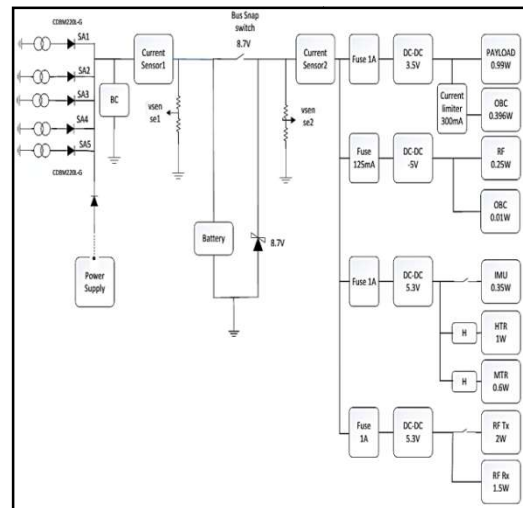 CDBW220L-G
SA1
SA2
SA3
SA4
SA5
CDBW220L-G
BC
Power
Supply
Current
Sensor1
vsen
se1
Battery
Bus Snap
switch
8.7V
8.7V
Current
Sensor2
vsen
se2
Fuse 1A
DC-DC
3.5V
PAYLOAD
0.99W
Current
limiter
300mA
OBC
0.396W
Fuse
125mA
DC-DC
-5V
RF
0.25W
OBC
0.01W
Fuse 1A
DC-DC
5.3V
IMU
0.35W
H
HTR
1W
H
MTR
0.6W
Fuse
1A
DC-DC
5.3V
RF Tx
2W
RF Rx
1.5W